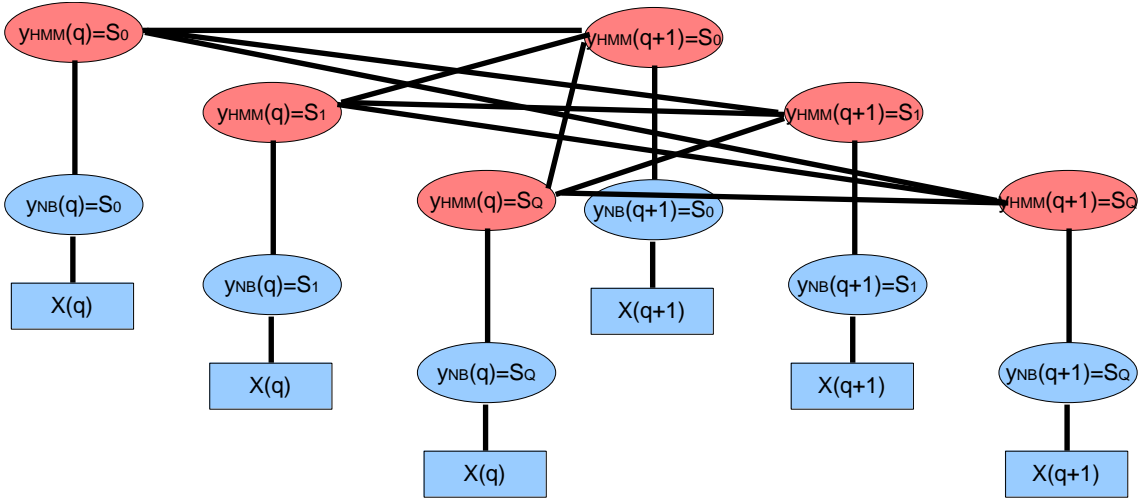 yHMM(q)=S0
yHMM(q+1)=S0
yHMM(q)=S1
yHMM(q+1)=S1
yHMM(q)=SQ
yHMM(q+1)=SQ
yNB(q)=S0
yNB(q+1)=S0
yNB(q)=S1
yNB(q+1)=S1
X(q)
X(q+1)
yNB(q)=SQ
yNB(q+1)=SQ
X(q)
X(q+1)
X(q)
X(q+1)